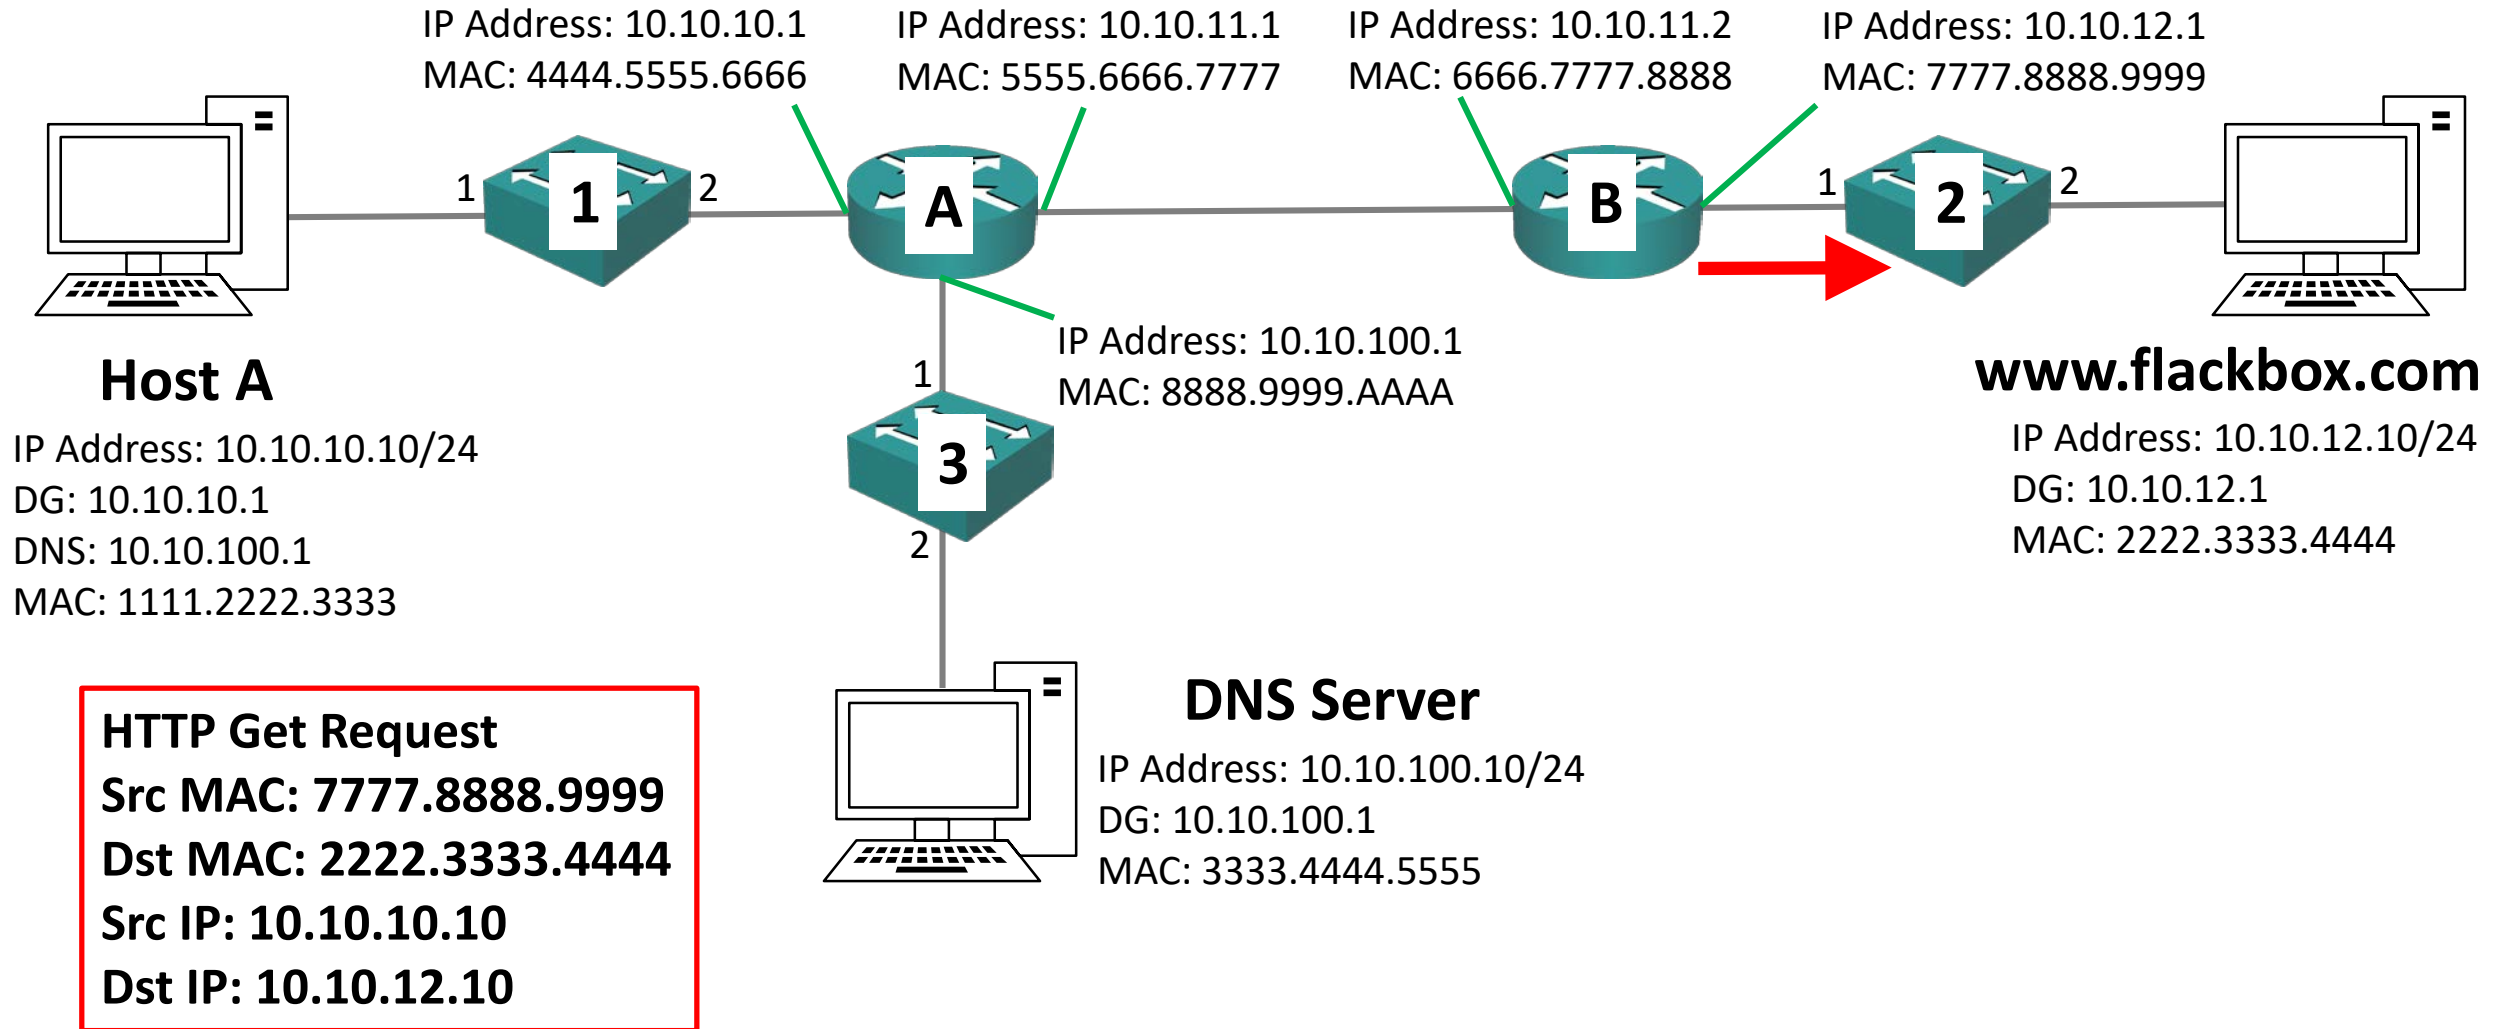 IP Address: 10.10.10.1
MAC: 4444.5555.6666
IP Address: 10.10.11.1
MAC: 5555.6666.7777
IP Address: 10.10.11.2
MAC: 6666.7777.8888
IP Address: 10.10.12.1
MAC: 7777.8888.9999
1
1
2
A
B
1
2
2
IP Address: 10.10.100.1
MAC: 8888.9999.AAAA
1
3
2
Host A
IP Address: 10.10.10.10/24
DG: 10.10.10.1
DNS: 10.10.100.1
MAC: 1111.2222.3333
www.flackbox.com
IP Address: 10.10.12.10/24
DG: 10.10.12.1
MAC: 2222.3333.4444
HTTP Get Request
Src MAC: 7777.8888.9999
Dst MAC: 2222.3333.4444
Src IP: 10.10.10.10
Dst IP: 10.10.12.10
DNS Server
IP Address: 10.10.100.10/24
DG: 10.10.100.1
MAC: 3333.4444.5555